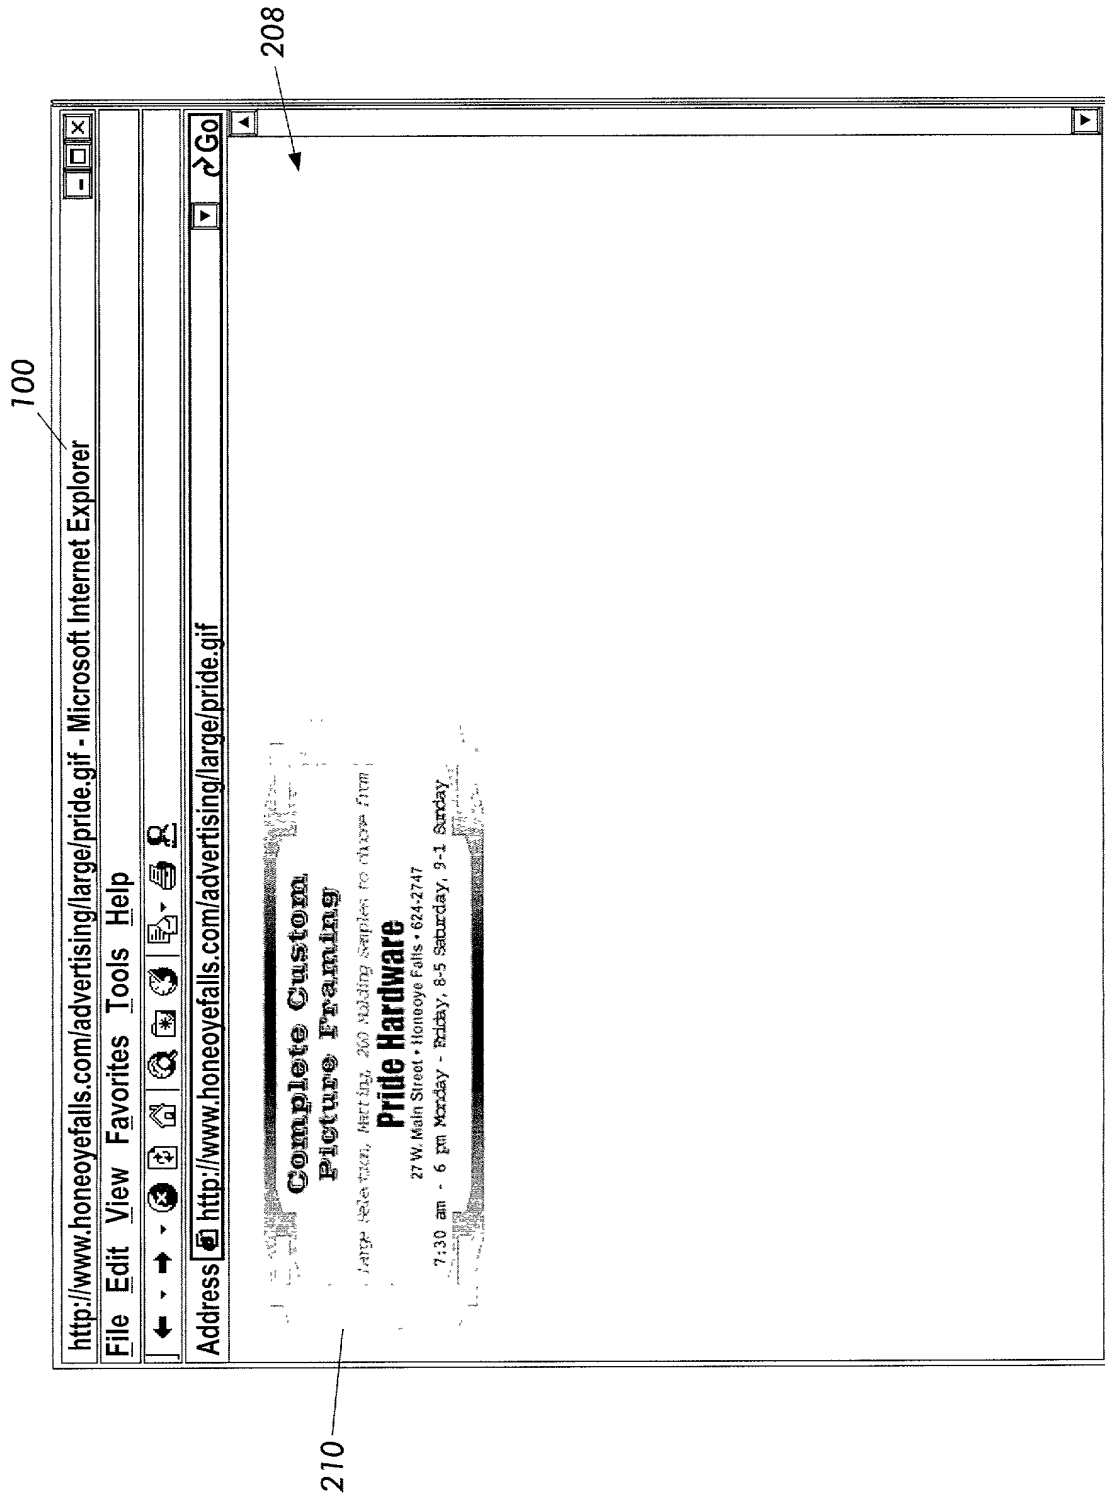 100
208
http://www.honeoyefalls.com/advertising/large/pride.gif - Microsoft Internet Explorer
File Edit View Favorites Tools Help
Address http://www.honeoyefalls.com/advertising/large/pride.gif Go
210
Complete Custom
Picture Framing
Large Selection, Matting, 200 Molding Samples to choose From
Pride Hardware
27 W. Main Street • Honeoye Falls • 624-2747
7:30 am - 6 pm Monday - Friday, 8-5 Saturday, 9-1 Sunday